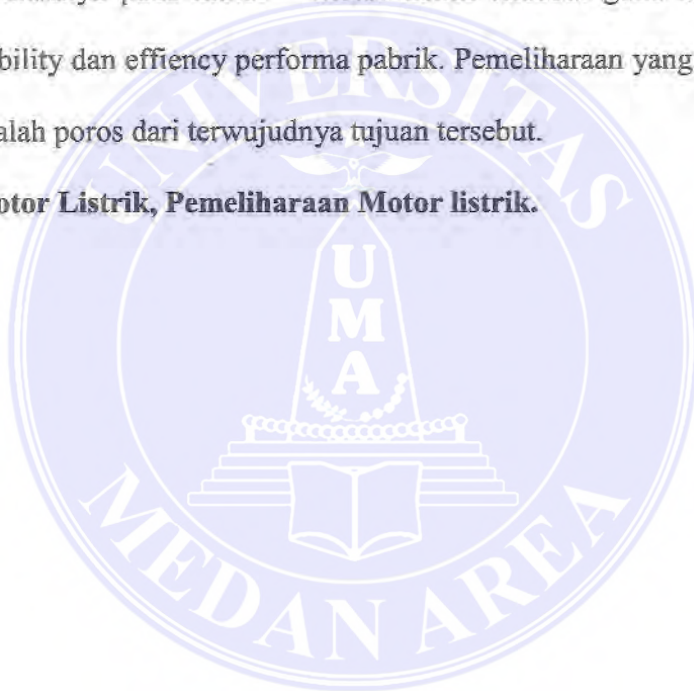 bility dan effiency performa pabrik. Pemeliharaan yang
alah poros dari terwujudnya tujuan tersebut.
otor Listrik, Pemeliharaan Motor listrik.
UNIVERSITAS
UMA
MEDAN AREA